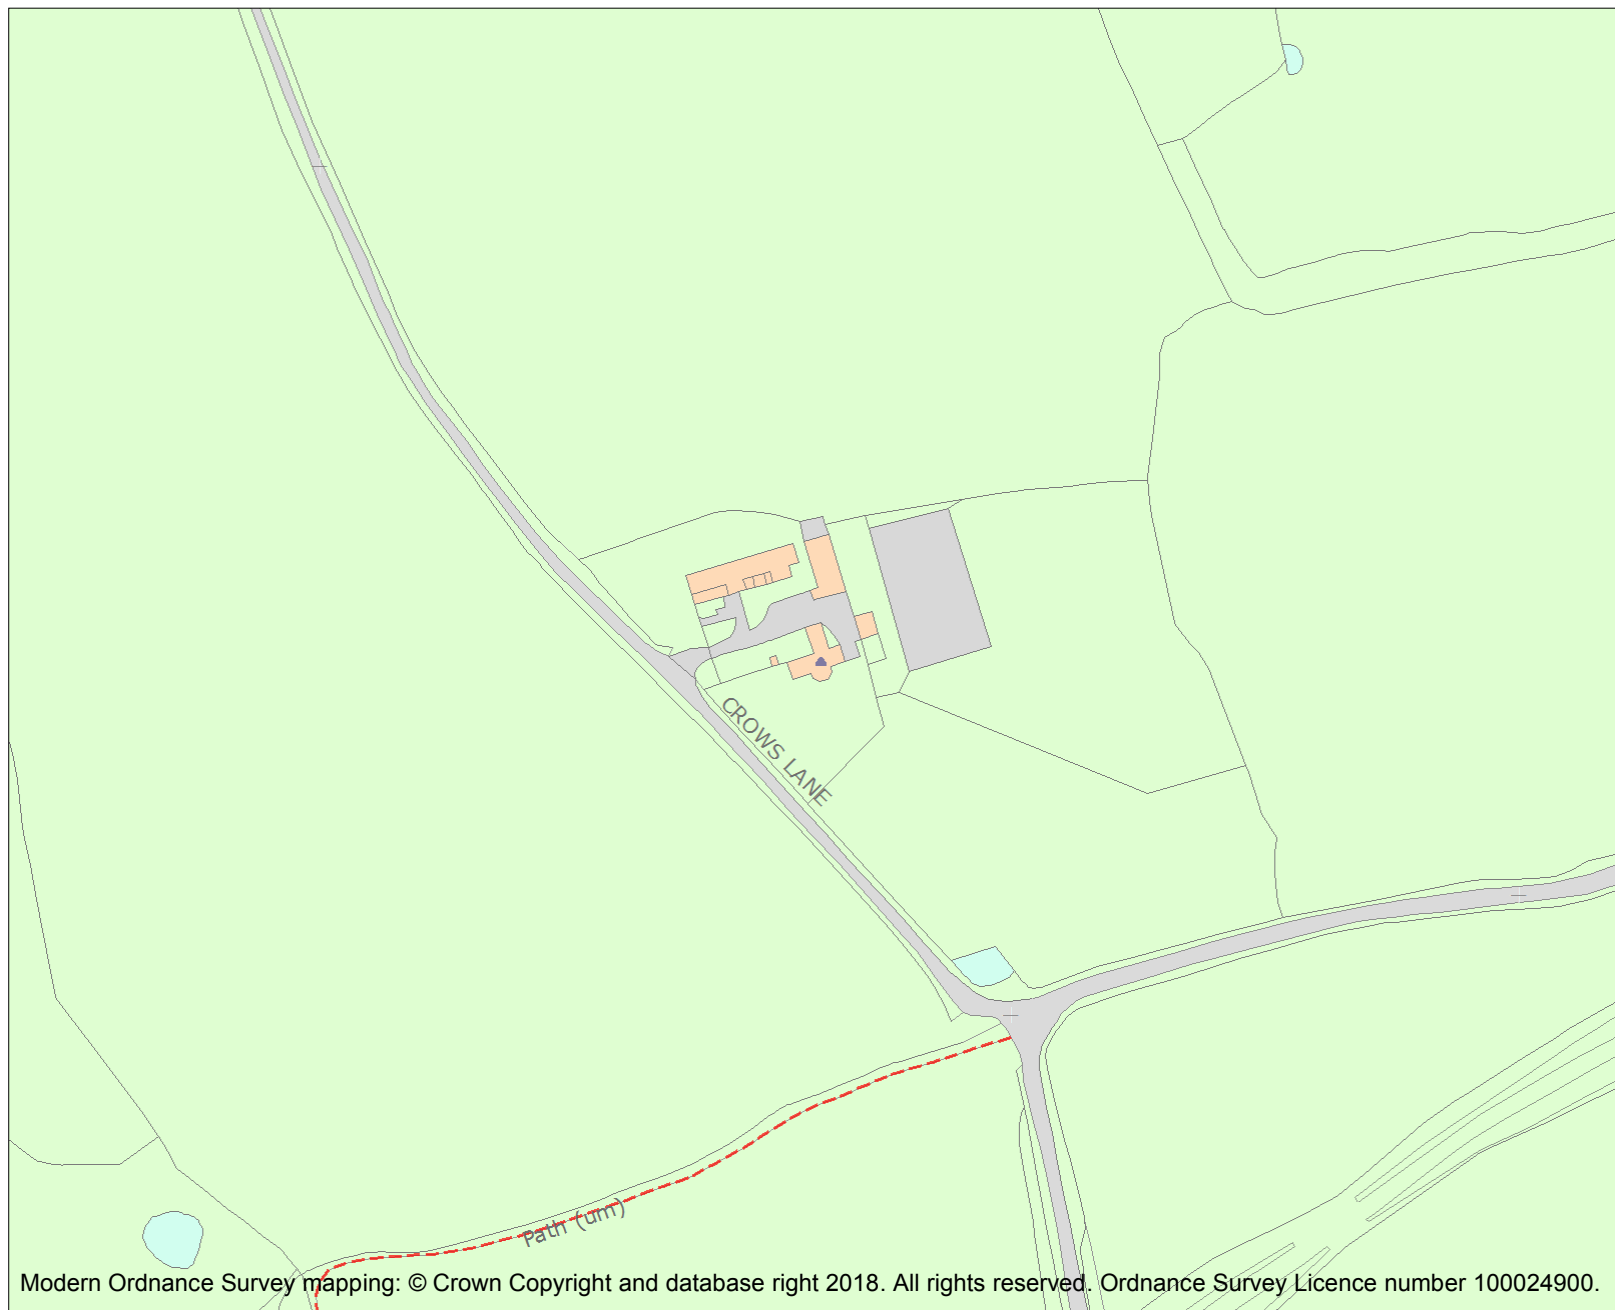 CROWS LANE
Path (um)
Modern Ordnance Survey mapping: © Crown Copyright and database right 2018. All rights reserved. Ordnance Survey Licence number 100024900.